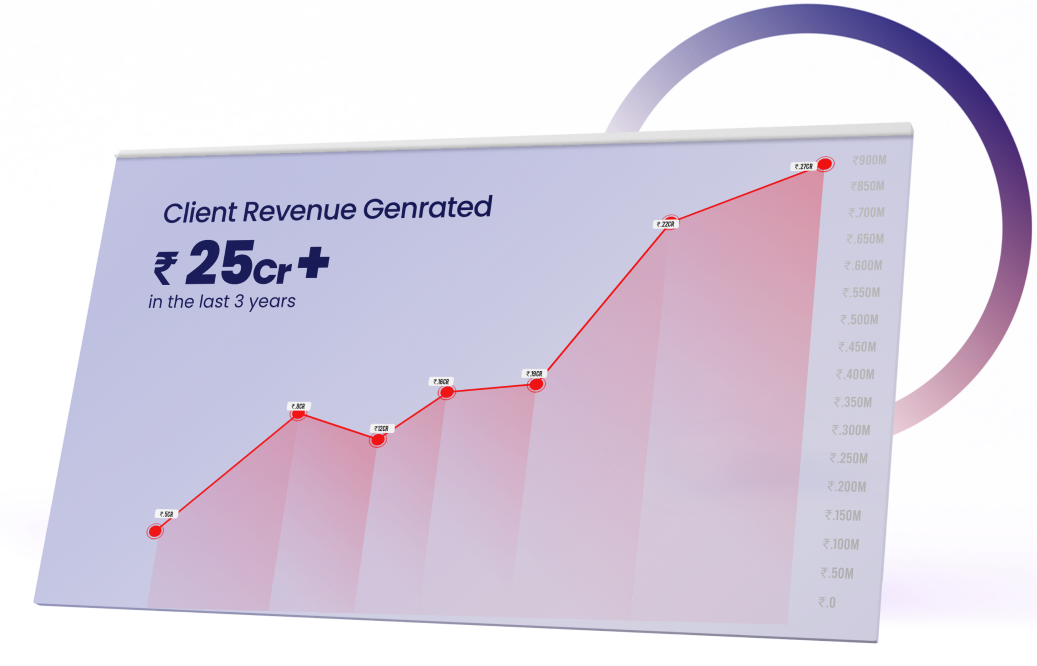 Client Revenue Genrated
₹ 25Cr+
in the last 3 years
₹.5CR
₹.8CR
₹12CR
₹.16CR
₹.19CR
₹.22CR
₹.27CR
₹900M
₹850M
₹.700M
₹.650M
₹.600M
₹.550M
₹.500M
₹.450M
₹.400M
₹.350M
₹.300M
₹.250M
₹.200M
₹.150M
₹.100M
₹.50M
₹.0